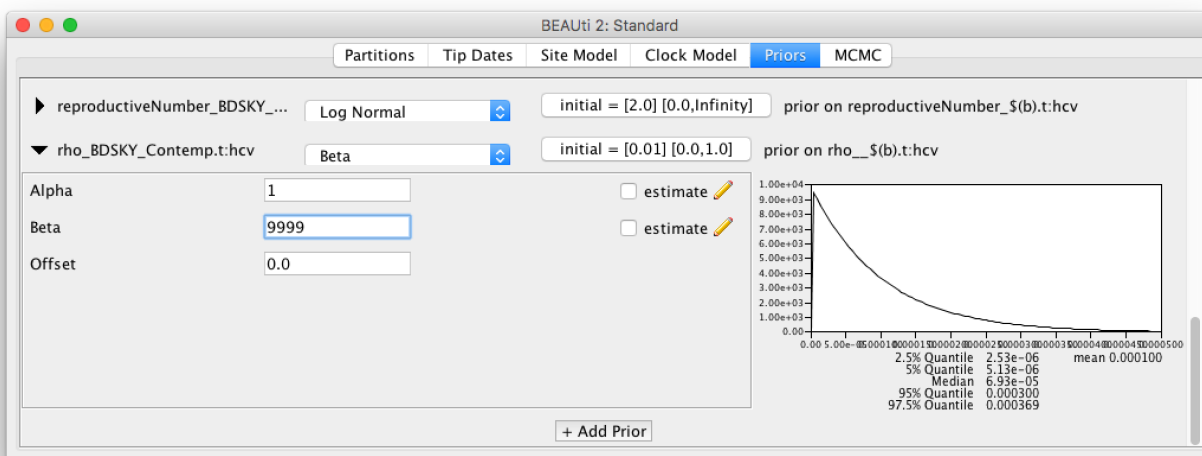 BEAUti 2: Standard
Partitions Tip Dates Site Model Clock Model Priors MCMC
reproductiveNumber_BDSKY_... Log Normal initial = [2.0] [0.0,Infinity] prior on reproductiveNumber_$(b).t:hcv
rho_BDSKY_Contemp.t:hcv Beta initial = [0.01] [0.0,1.0] prior on rho__$(b).t:hcv
Alpha 1 estimate
Beta 9999 estimate
Offset 0.0
1.00e+04
9.00e+03
8.00e+03
7.00e+03
6.00e+03
5.00e+03
4.00e+03
3.00e+03
2.00e+03
1.00e+03
0.00
0.00
2.5% Quantile 2.53e-06 mean 0.000100
5% Quantile 5.13e-06
Median 6.93e-05
95% Quantile 0.000300
97.5% Quantile 0.000369
+ Add Prior